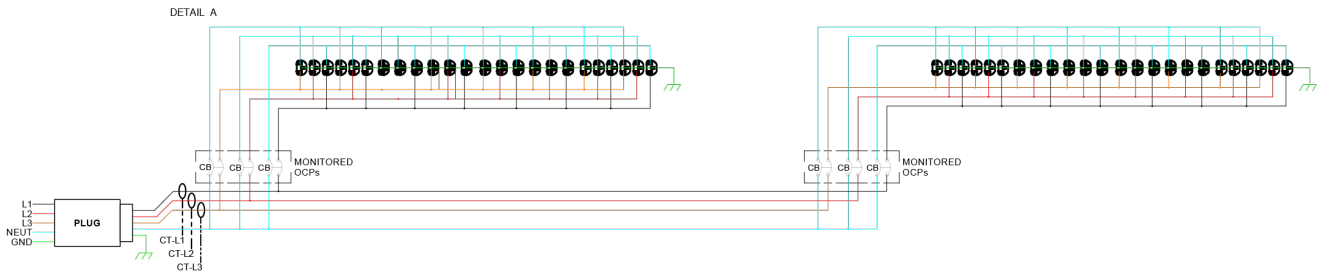 DETAIL A
CB CB CB MONITORED
OCPs
CB CB CB MONITORED
OCPs
L1
L2
L3
NEUT
GND
PLUG
CT-L1
CT-L2
CT-L3